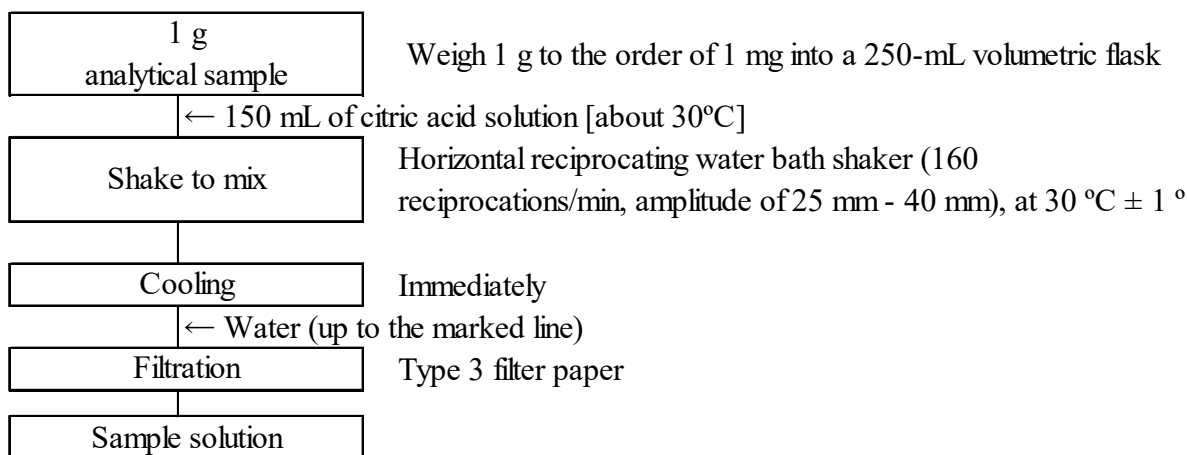 1 g
analytical sample
Weigh 1 g to the order of 1 mg into a 250-mL volumetric flask
← 150 mL of citric acid solution [about 30ºC]
Shake to mix
Horizontal reciprocating water bath shaker (160
reciprocations/min, amplitude of 25 mm - 40 mm), at 30 ºC ± 1 º
Cooling
Immediately
← Water (up to the marked line)
Filtration
Type 3 filter paper
Sample solution